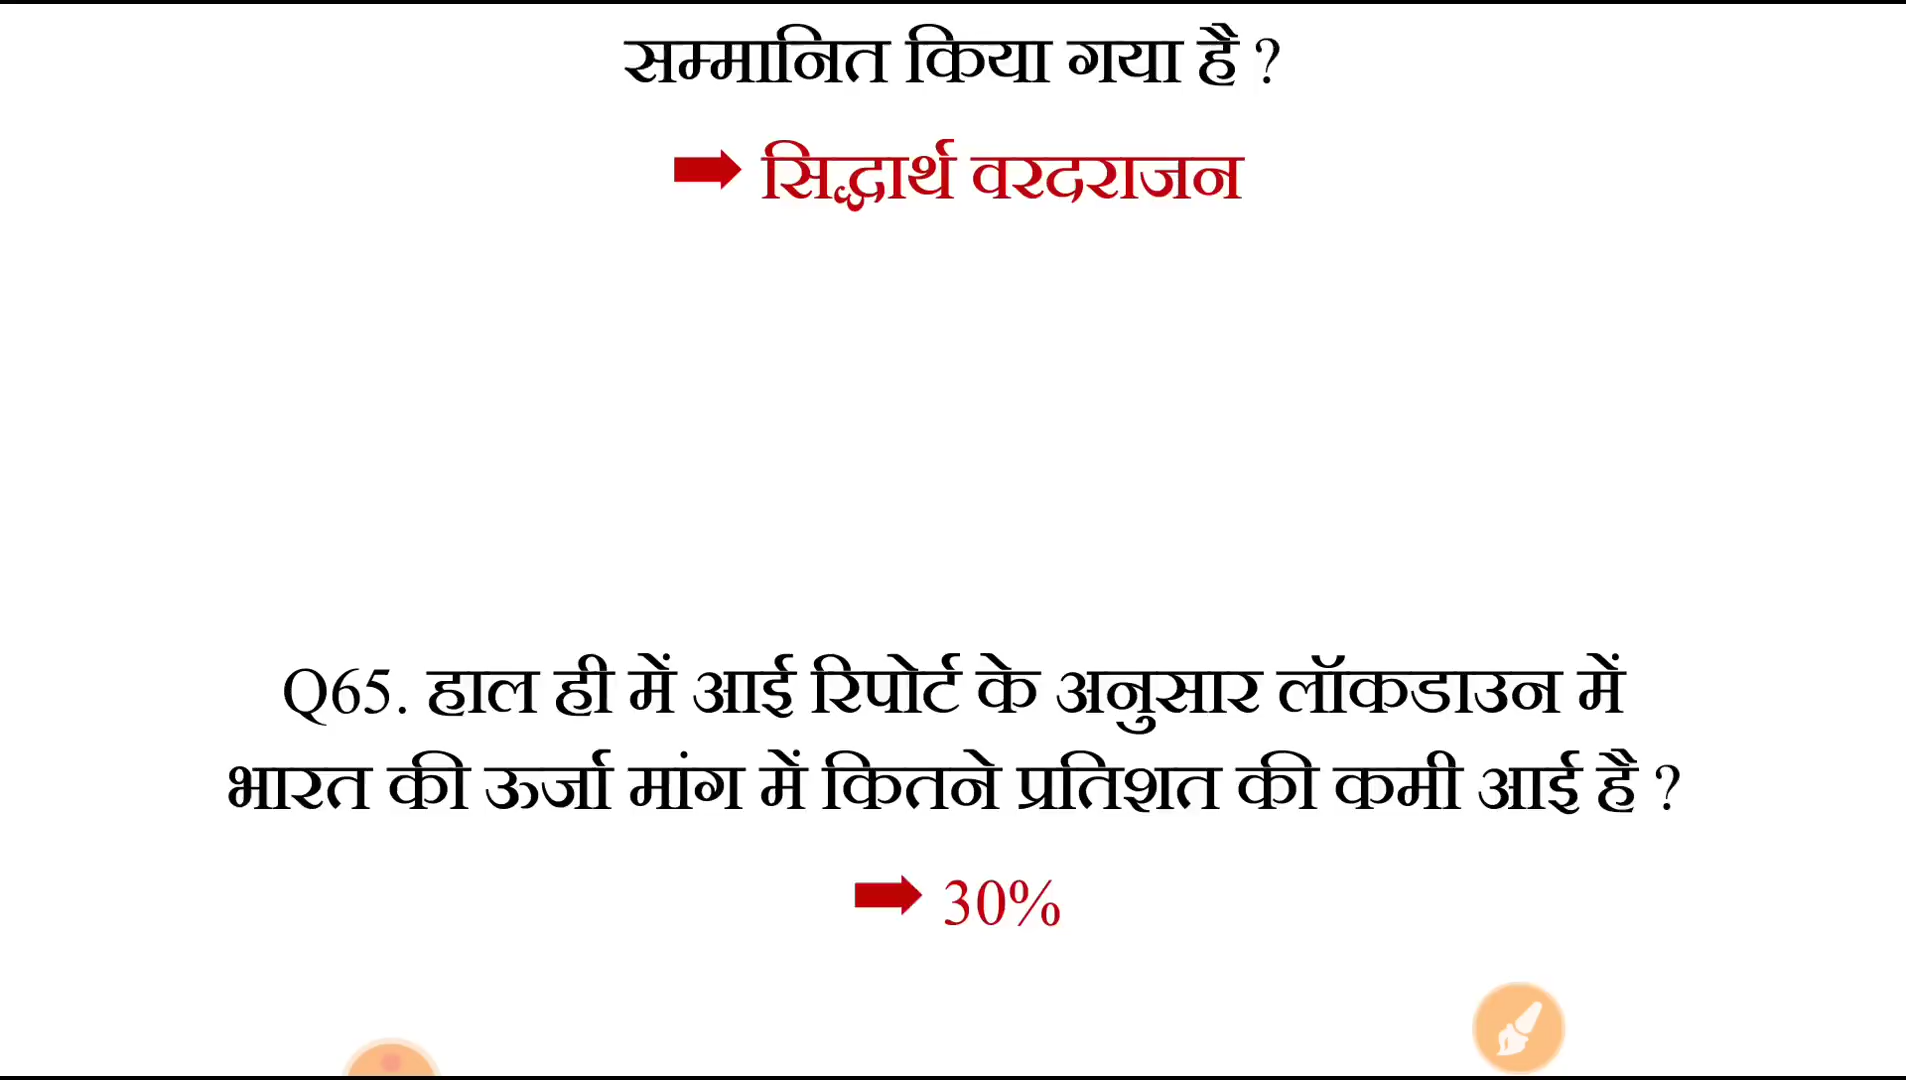 सम्मानित किया गया है ?
➡ सिद्धार्थ वरदराजन
Q65. हाल ही में आई रिपोर्ट के अनुसार लॉकडाउन में
भारत की ऊर्जा मांग में कितने प्रतिशत की कमी आई है ?
➡ 30%